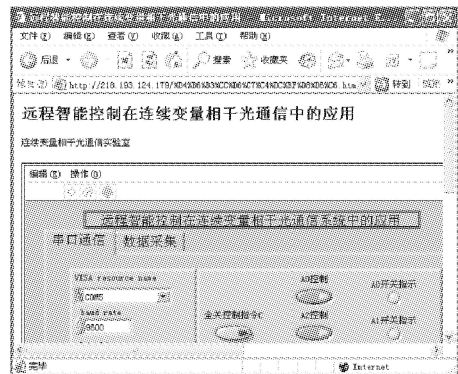 远程智能控制在连续变量相干光通信中的应用 - Microsoft Internet E
文件(F) 编辑(E) 查看(V) 收藏(A) 工具(T) 帮助(H) »
后退 搜索 收藏夹 »
地址(D) 转到 链接 »
远程智能控制在连续变量相干光通信中的应用
连续变量相干光通信实验室
编辑(E) 操作(O)
远程智能控制在连续变量相干光通信系统中的应用
串口通信 数据采集
VISA resource name
COM5
baud rate
9600
全关控制指令C
A0控制 A0开关指示
A2控制 A1开关指示
完毕 Internet